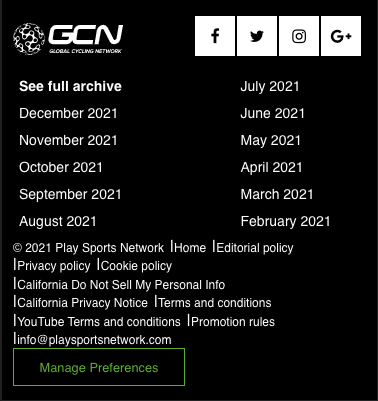 GCN
GLOBAL CYCLING NETWORK
G+
See full archive
December 2021
November 2021
October 2021
September 2021
August 2021
July 2021
June 2021
May 2021
April 2021
March 2021
February 2021
© 2021 Play Sports Network |Home |Editorial policy
|Privacy policy |Cookie policy
|California Do Not Sell My Personal Info
|California Privacy Notice |Terms and conditions
|YouTube Terms and conditions |Promotion rules
|info@playsportsnetwork.com
Manage Preferences